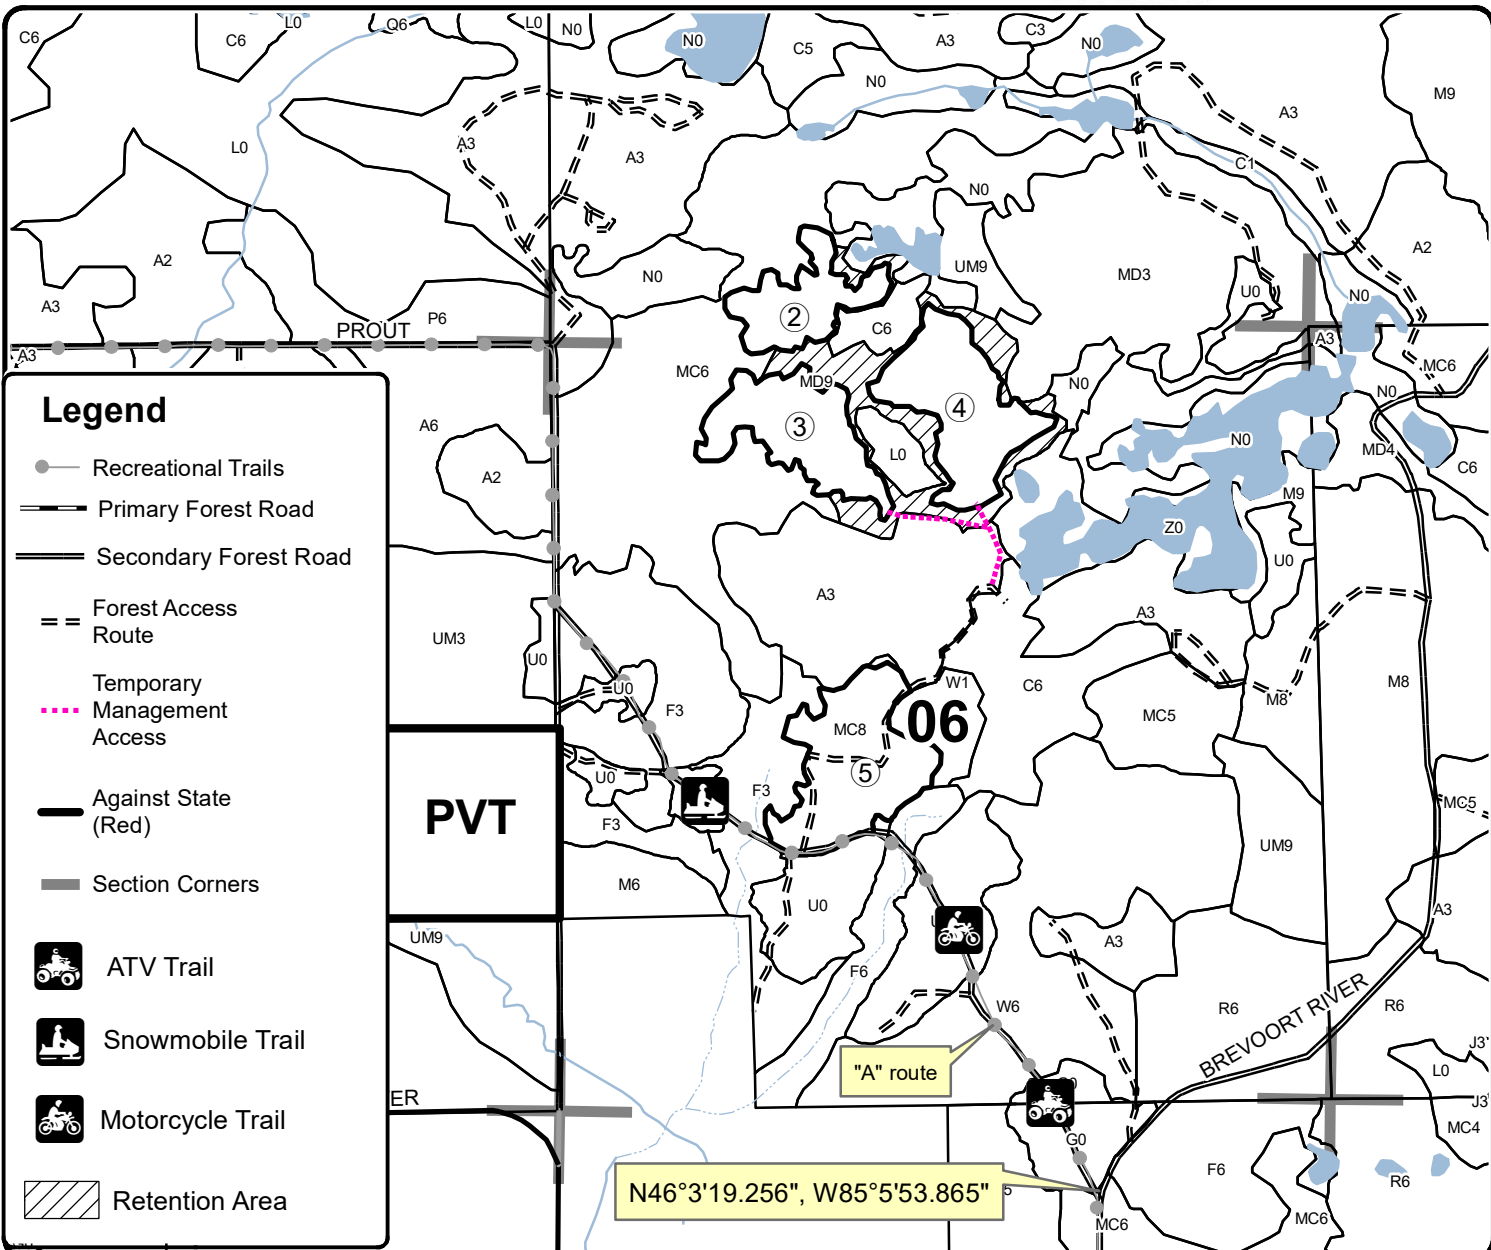 C6
C6
L0
Q6
L0
N0
N0
C5
A3
C3
N0
N0
M9
A3
L0
A3
A3
C1
N0
A2
A2
UM9
MD3
N0
U0
N0
A3
P6
PROUT
A3
2
C6
A3
MC6
MC6
MD9
N0
N0
A6
3
4
L0
N0
MD4
C6
A2
M9
Z0
U0
A3
A3
UM3
U0
U0
F3
W1
C6
M8
M8
MC5
MC8
06
5
U0
F3
F3
MC5
PVT
UM9
M6
U0
A3
A3
UM9
F6
W6
R6
R6
BREVOORT RIVER
"A" route
J3
L0
ER
J3
MC4
G0
F6
R6
N46°3'19.256", W85°5'53.865"
MC6
MC6
Legend
Recreational Trails
Primary Forest Road
Secondary Forest Road
Forest Access
Route
Temporary
Management
Access
Against State
(Red)
Section Corners
ATV Trail
Snowmobile Trail
Motorcycle Trail
Retention Area